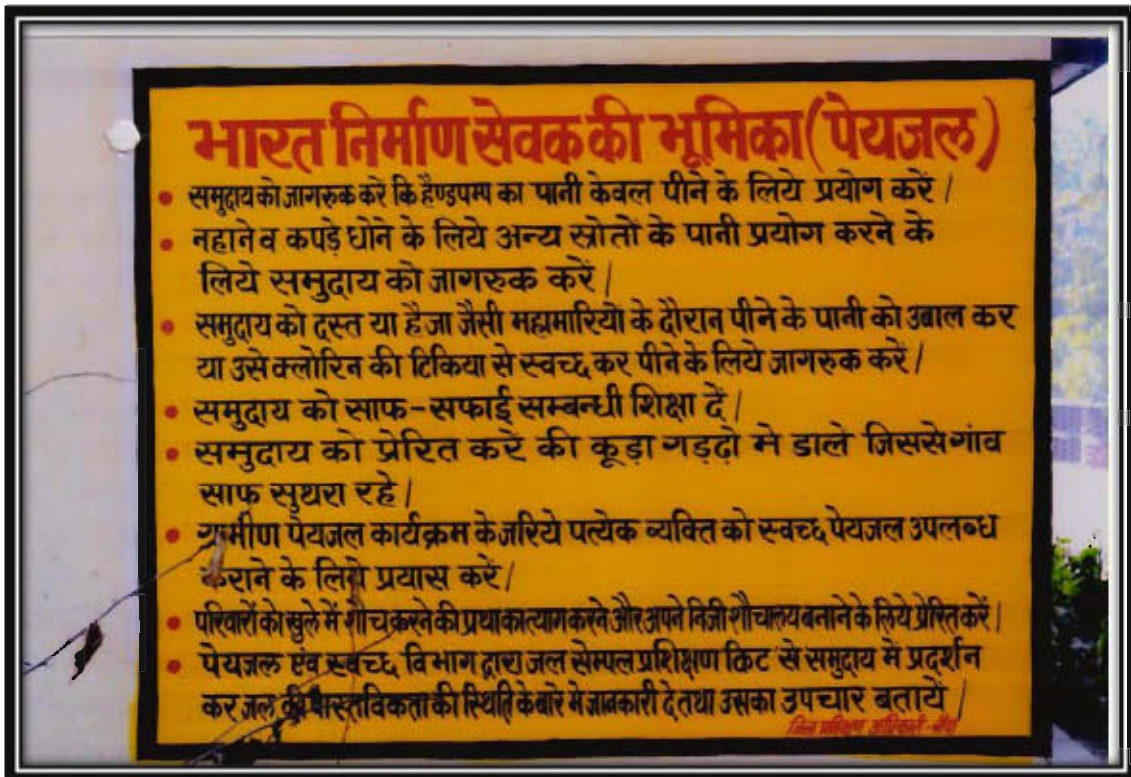 भारत निर्माण सेवक की भूमिका (पेयजल)
• समुदाय को जागरुक करें कि हैण्डपम्प का पानी केवल पीने के लिये प्रयोग करें।
• नहाने व कपड़े धोने के लिये अन्य स्रोतों के पानी प्रयोग करने के
लिये समुदाय को जागरुक करें।
• समुदाय को दस्त या हैजा जैसी महामारियो के दौरान पीने के पानी को उबाल कर
या उसे क्लोरिन की टिकिया से स्वच्छ कर पीने के लिये जागरुक करें।
• समुदाय को साफ-सफाई सम्बन्धी शिक्षा दें।
• समुदाय को प्रेरित करें की कूड़ा गड्ढ़ो मे डाले जिससे गांव
साफ सुथरा रहे।
• ग्रामीण पेयजल कार्यक्रम के जरिये पत्येक व्यक्ति को स्वच्छ पेयजल उपलब्ध
कराने के लिये प्रयास करें।
• परिवारों को खुले में शौच करने की प्रथा का त्याग करने और अपने निजी शौचालय बनाने के लिये प्रेरित करें।
• पेयजल एंव स्वच्छ विभाग द्वारा जल सेम्पल प्रशिक्षण किट से समुदाय में प्रदर्शन
कर जल की वास्तविकता की स्थिति के बारे मे जानकारी दे तथा उसका उपचार बतायें।
जिला प्रशिक्षण अधिकारी